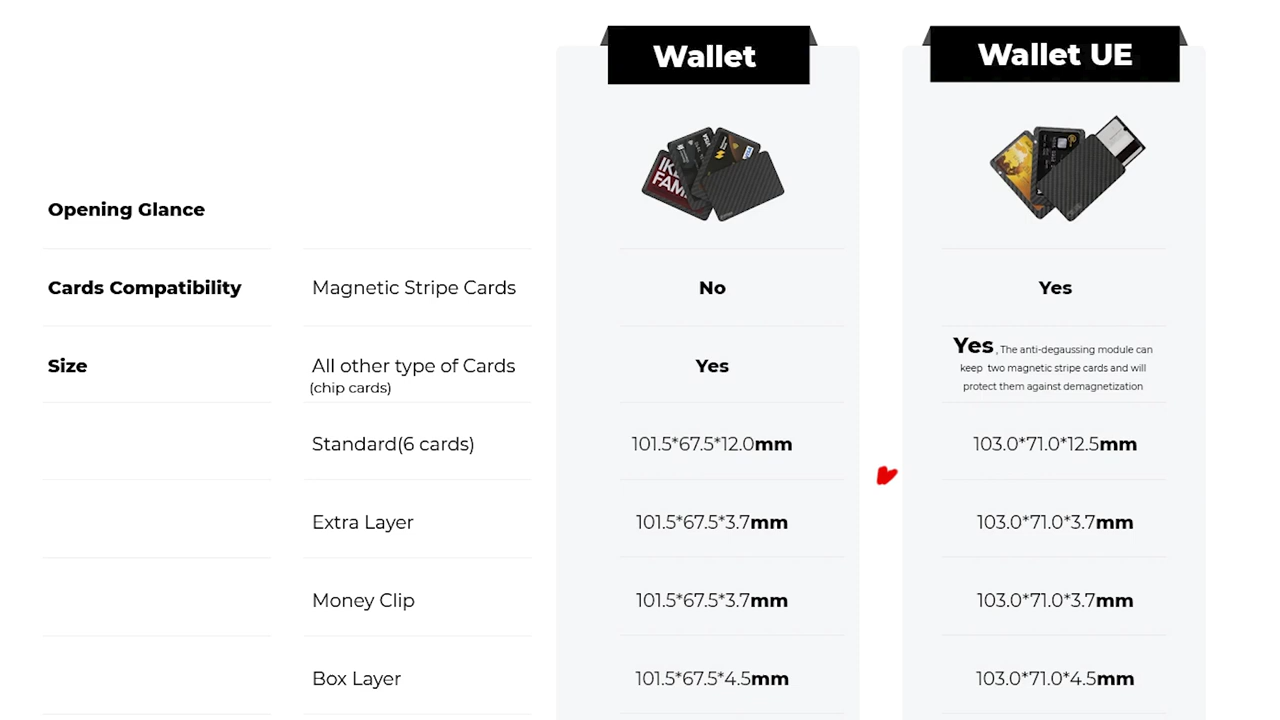 Wallet
Wallet UE
Opening Glance
Cards Compatibility
Magnetic Stripe Cards
No
Yes
Size
All other type of Cards
(chip cards)
Yes
Yes , The anti-degaussing module can
keep two magnetic stripe cards and will
protect them against demagnetization
Standard(6 cards)
101.5*67.5*12.0mm
103.0*71.0*12.5mm
Extra Layer
101.5*67.5*3.7mm
103.0*71.0*3.7mm
Money Clip
101.5*67.5*3.7mm
103.0*71.0*3.7mm
Box Layer
101.5*67.5*4.5mm
103.0*71.0*4.5mm